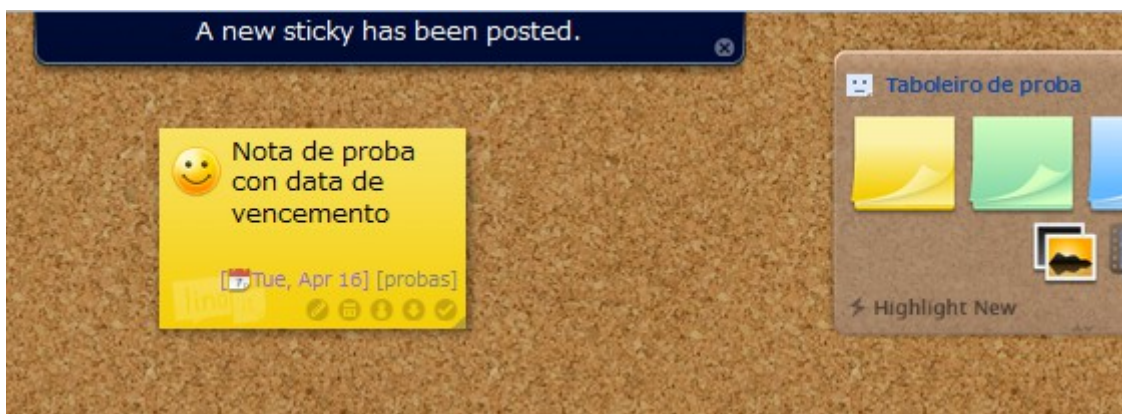 A new sticky has been posted.
Taboleiro de proba
Nota de proba
con data de
vencemento
[Tue, Apr 16] [probas]
Highlight New